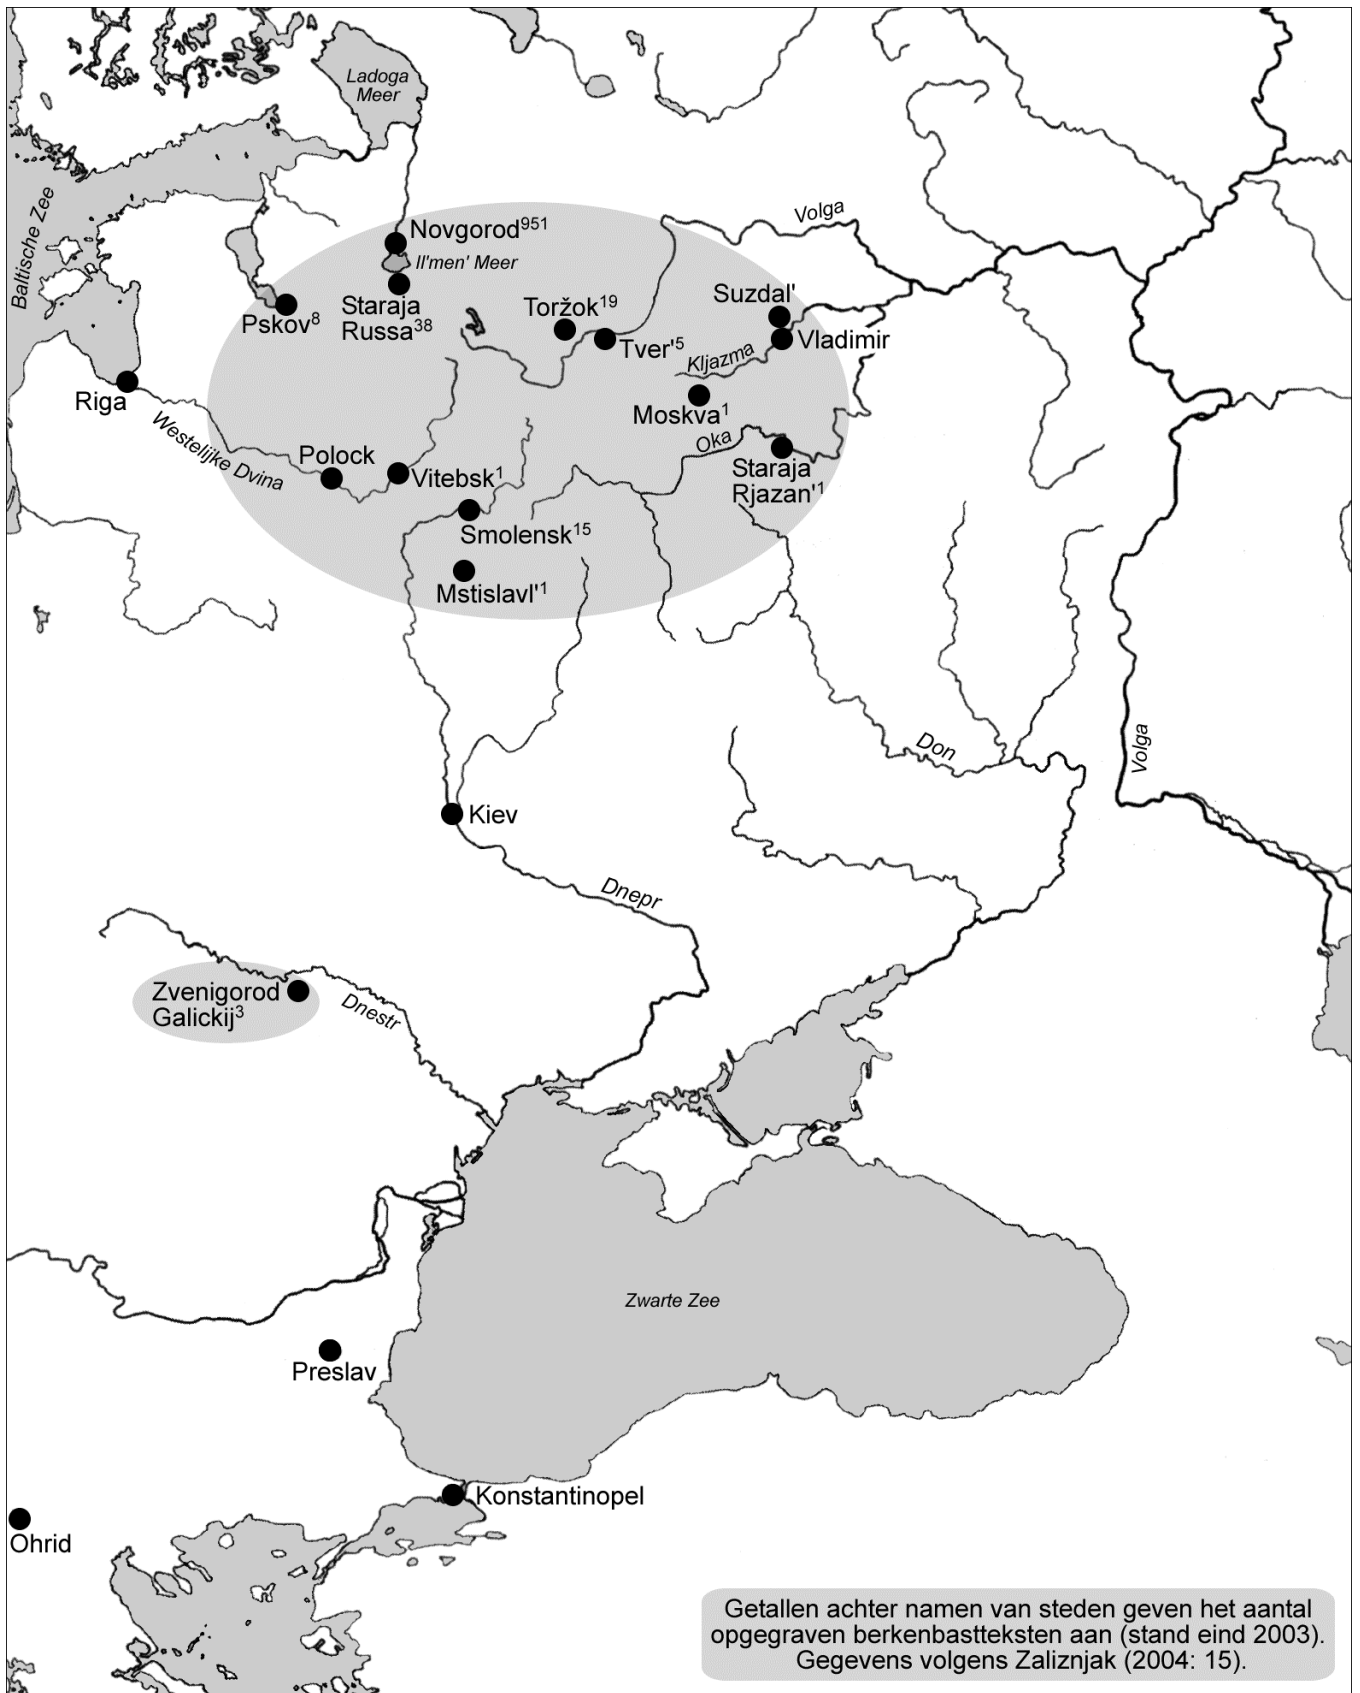 Ladoga
Meer
Baltische Zee
Volga
Novgorod951
Il'men' Meer
Staraja
Russa38
Pskov8
Toržok19
Tver'5
Suzdal'
Vladimir
Kljazma
Moskva1
Oka
Staraja
Rjazan'1
Riga
Westelijke Dvina
Polock
Vitebsk1
Smolensk15
Mstislavl'1
Don
Volga
Kiev
Dnepr
Zvenigorod
Galickij3
Dnestr
Zwarte Zee
Preslav
Konstantinopel
Ohrid
Getallen achter namen van steden geven het aantal
opgegraven berkenbastteksten aan (stand eind 2003).
Gegevens volgens Zaliznjak (2004: 15).